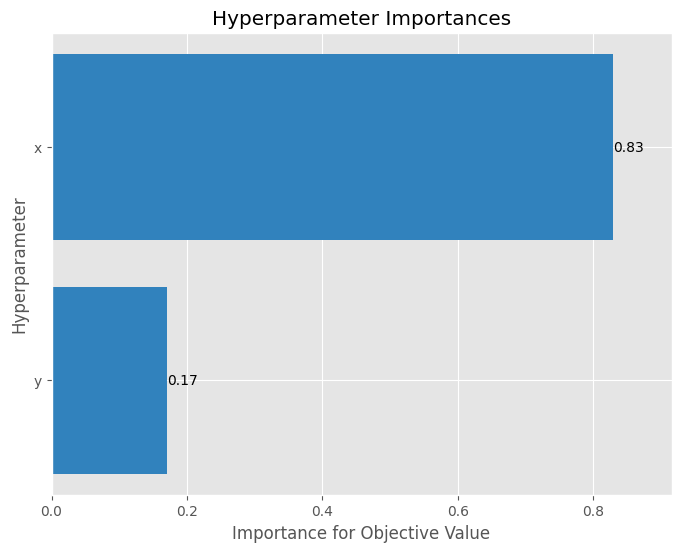 Hyperparameter Importances
Hyperparameter
x
0.83
y
0.17
0.0 0.2 0.4 0.6 0.8
Importance for Objective Value